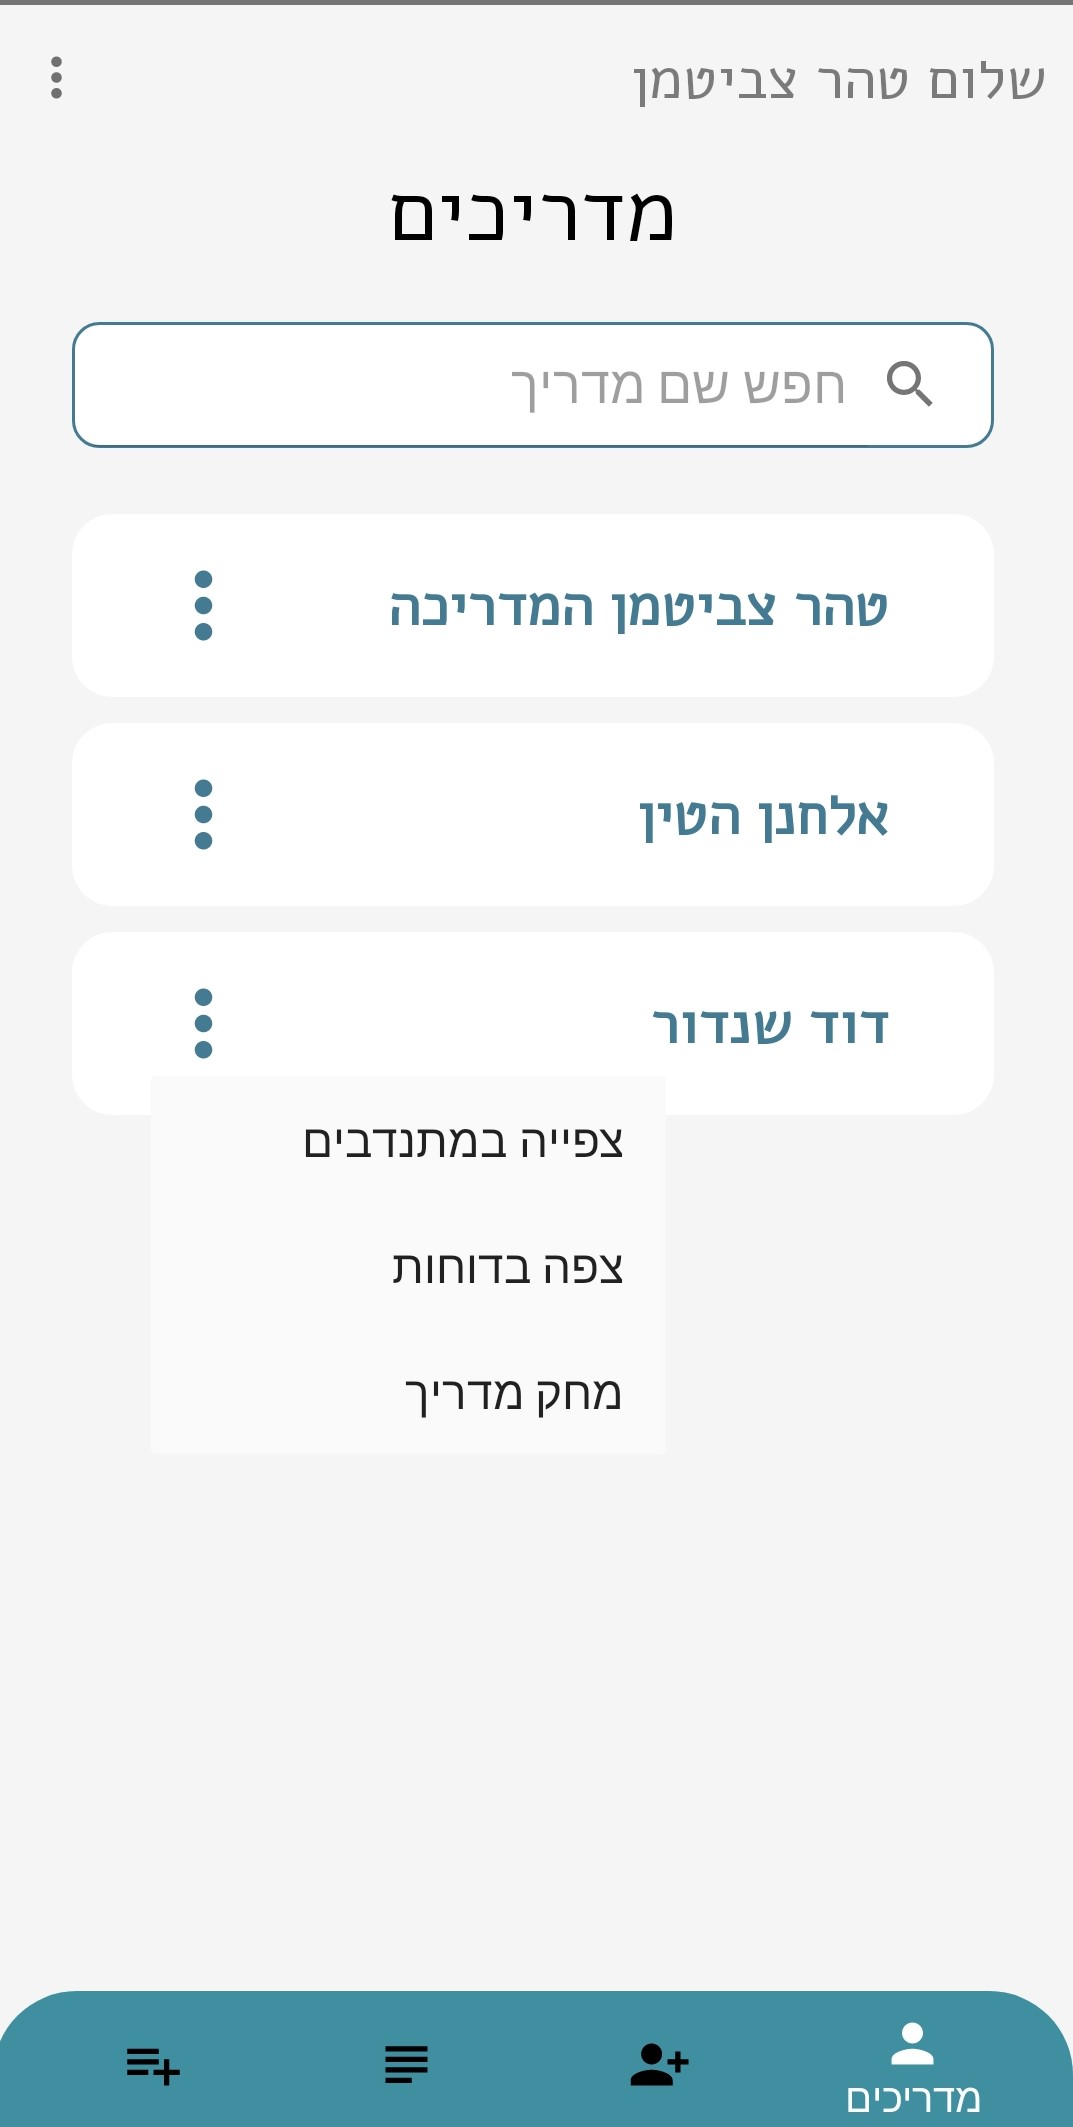 שלום טהר צביטמן
מדריכים
חפש שם מדריך
טהר צביטמן המדריכה
אלחנן הטין
דוד שנדור
צפייה במתנדבים
צפה בדוחות
מחק מדריך
מדריכים